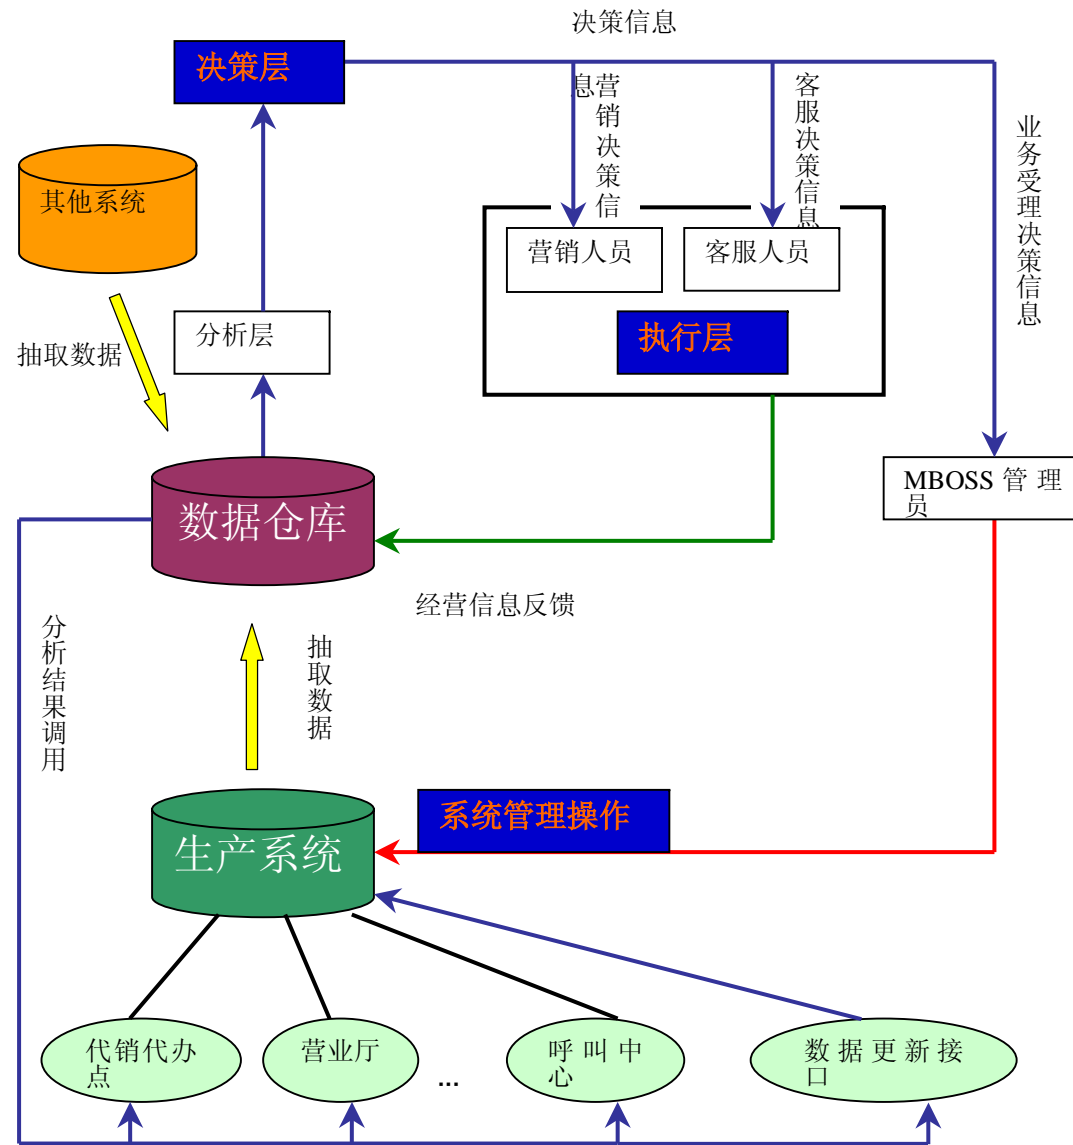 决策信息
决策层
息营销决策信
客服决策信息
业务受理决策信息
其他系统
营销人员
客服人员
分析层
执行层
抽取数据
MBOSS 管 理
员
数据仓库
经营信息反馈
分析结果调用
抽取数据
系统管理操作
生产系统
代销代办
点
营业厅
...
呼 叫 中
心
数 据 更 新 接
口